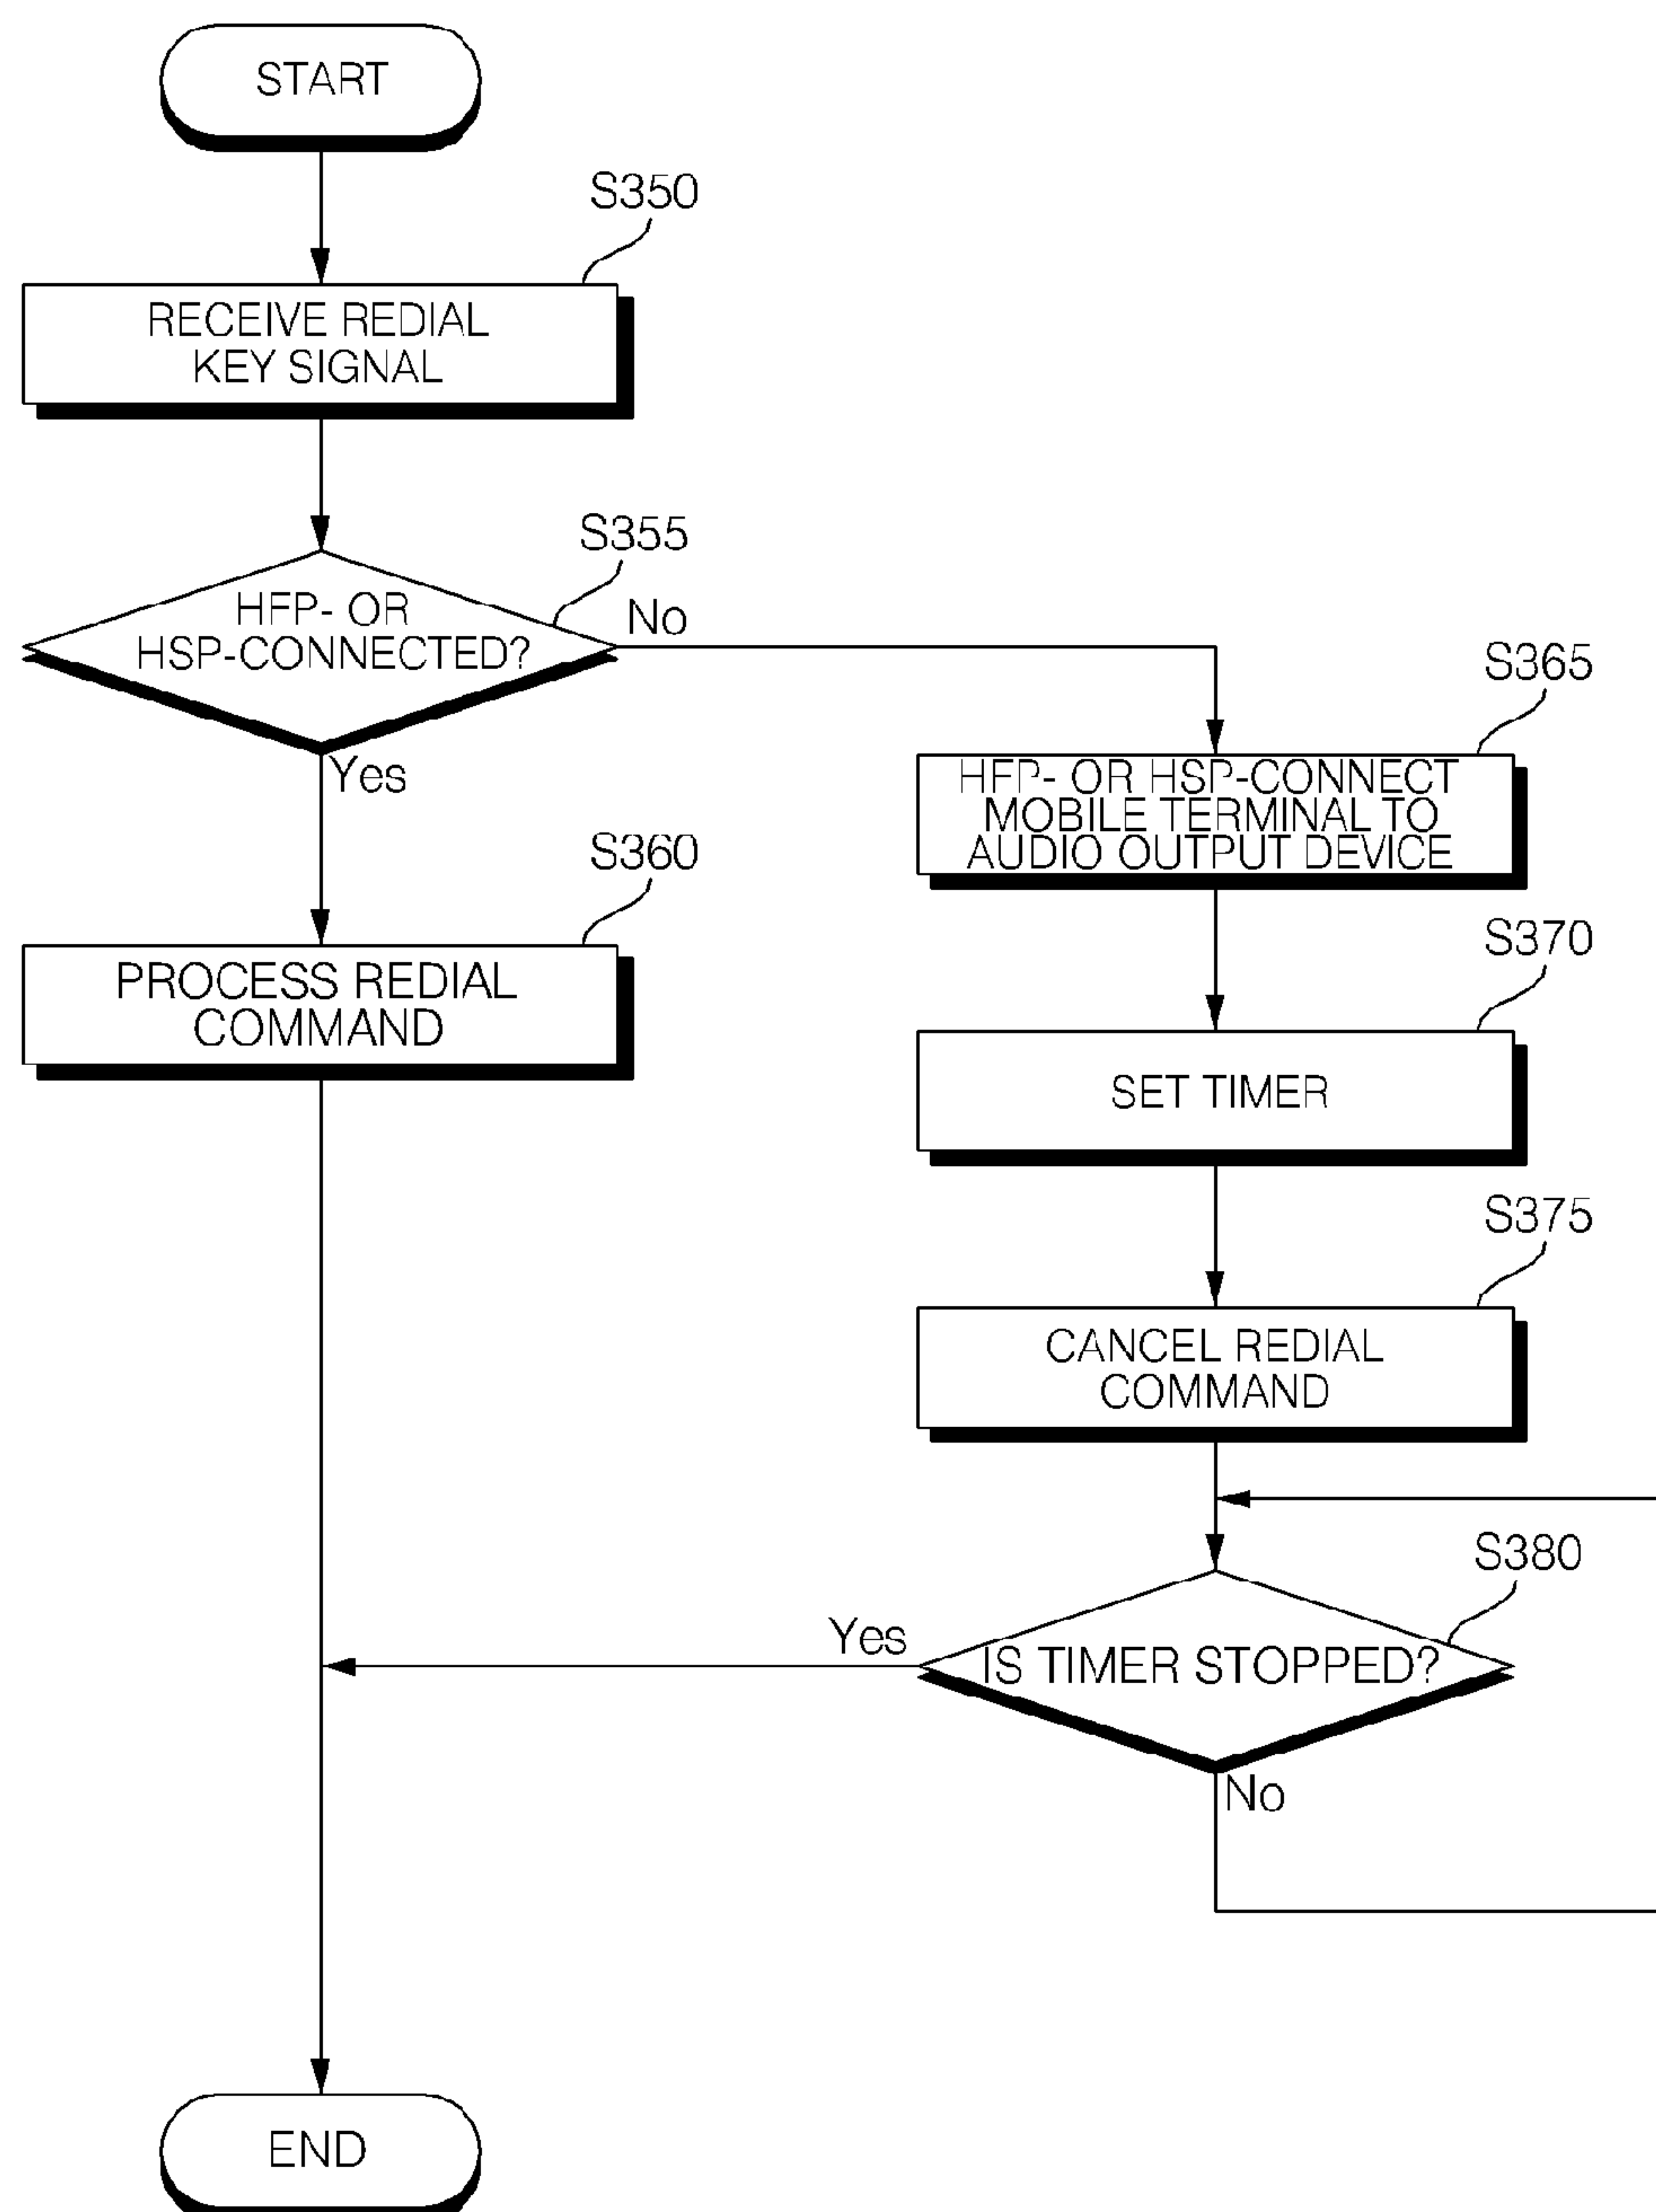 START
S350
RECEIVE REDIAL
KEY SIGNAL
S355
HFP- OR
HSP-CONNECTED?
No
Yes
S365
HFP- OR HSP-CONNECT
MOBILE TERMINAL TO
AUDIO OUTPUT DEVICE
S360
PROCESS REDIAL
COMMAND
S370
SET TIMER
S375
CANCEL REDIAL
COMMAND
S380
IS TIMER STOPPED?
Yes
No
END